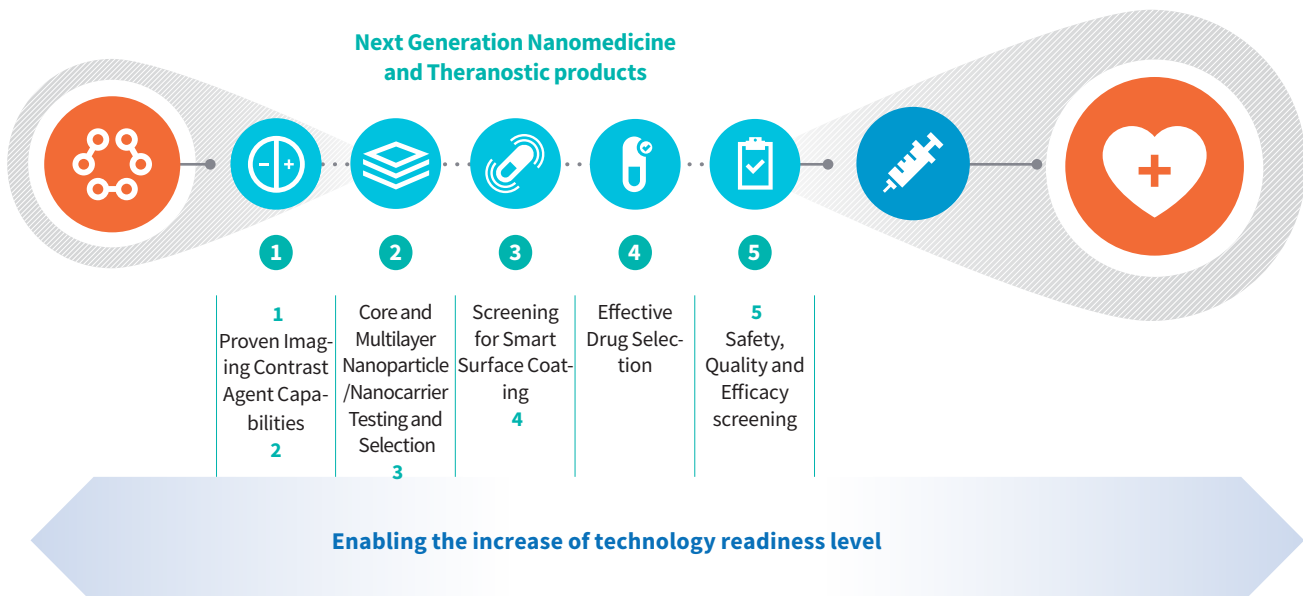 Next Generation Nanomedicine
and Theranostic products
1
2
3
4
5
1
Proven Imag-
ing Contrast
Agent Capa-
bilities
2
Core and
Multilayer
Nanoparticle
/Nanocarrier
Testing and
Selection
3
Screening
for Smart
Surface Coat-
ing
4
Effective
Drug Selec-
tion
5
Safety,
Quality and
Efficacy
screening
Enabling the increase of technology readiness level